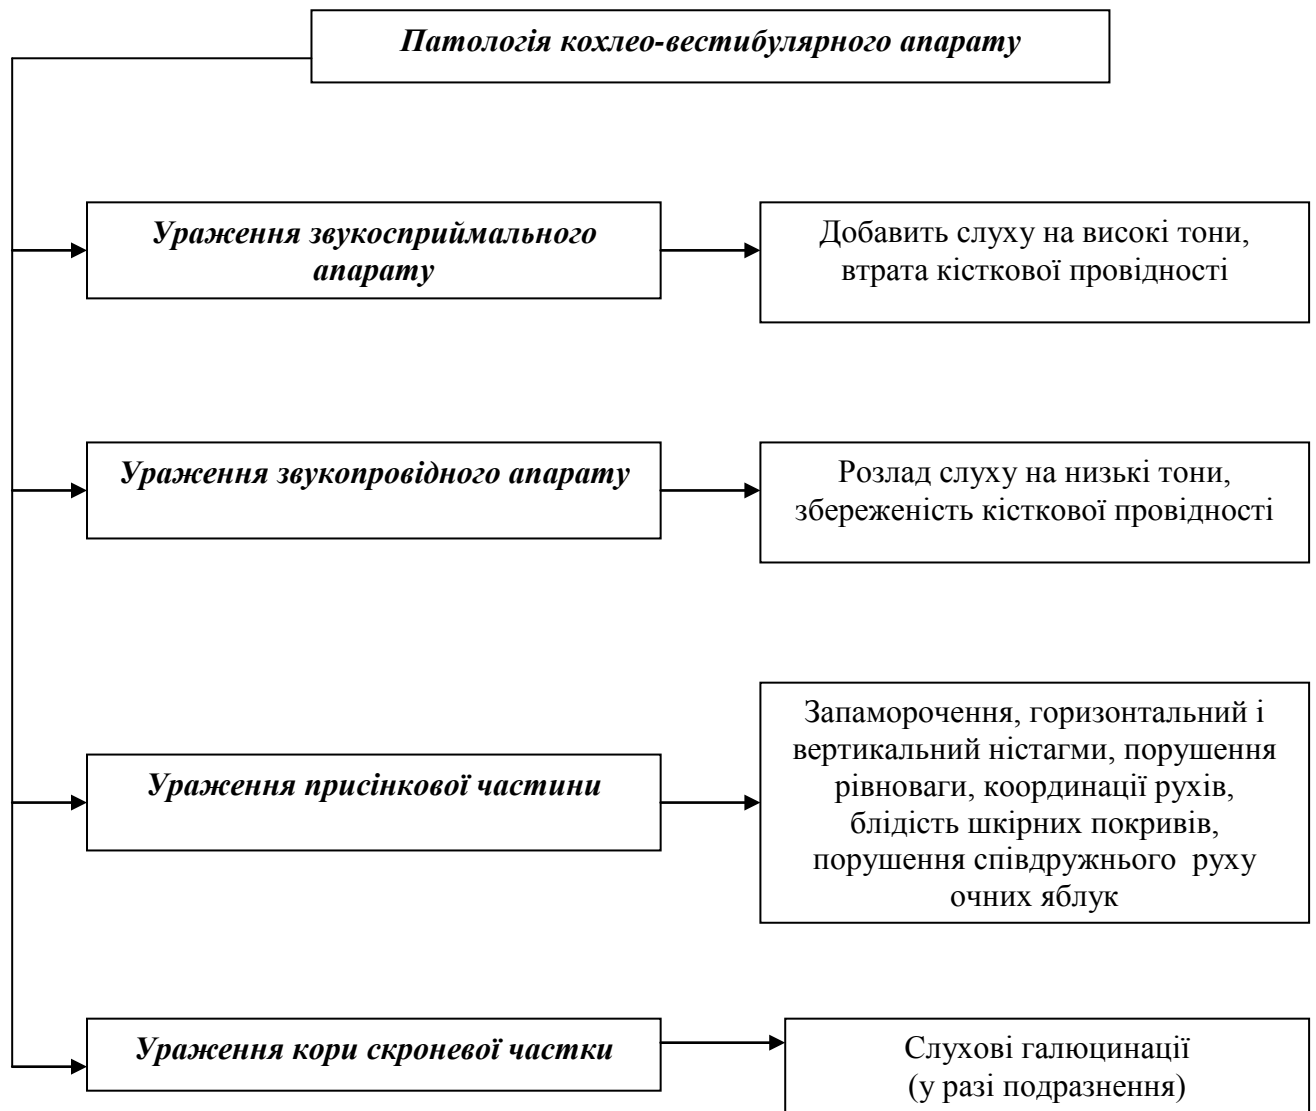 Патологія кохлео-вестибулярного апарату
Ураження звукосприймального
апарату
Добавить слуху на високі тони,
втрата кісткової провідності
Ураження звукопровідного апарату
Розлад слуху на низькі тони,
збереженість кісткової провідності
Ураження присінкової частини
Запаморочення, горизонтальний і
вертикальний ністагми, порушення
рівноваги, координації рухів,
блідість шкірних покривів,
порушення співдружнього руху
очних яблук
Ураження кори скроневої частки
Слухові галюцинації
(у разі подразнення)